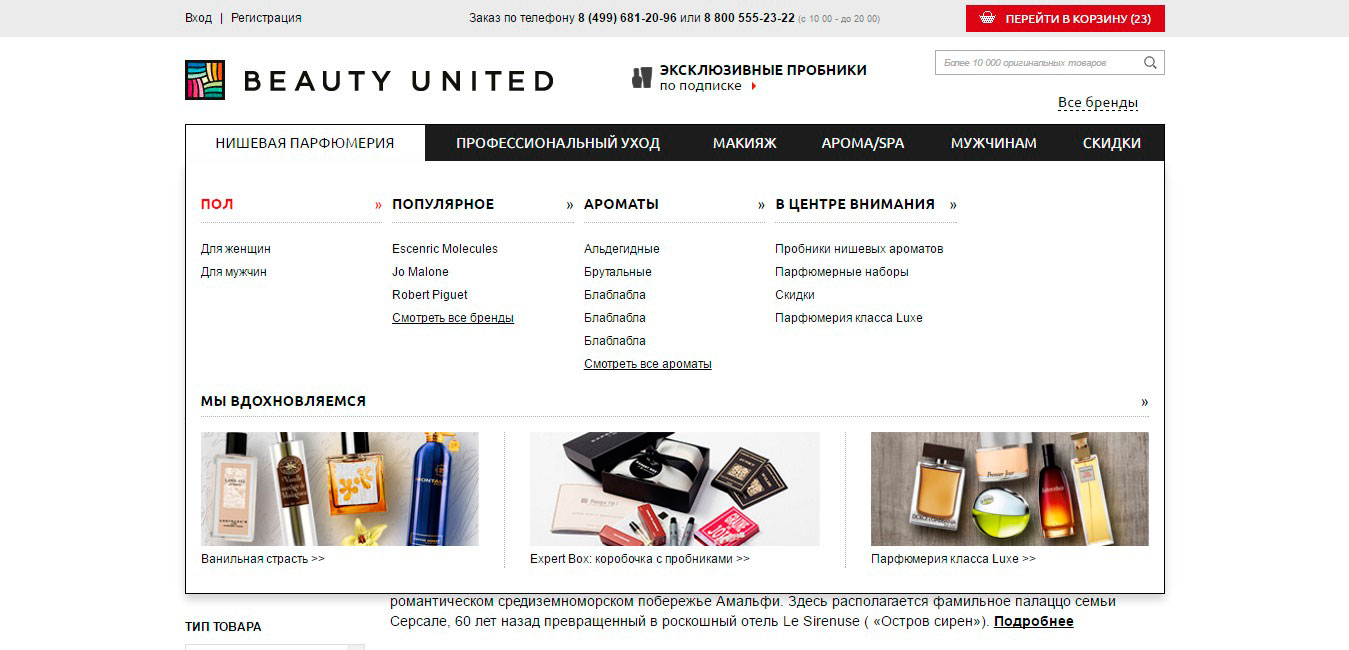 Вход | Регистрация
Заказ по телефону 8 (499) 681-20-96 или 8 800 555-23-22 (с 10 00 - до 20 00)
ПЕРЕЙТИ В КОРЗИНУ (23)
BEAUTY UNITED
ЭКСКЛЮЗИВНЫЕ ПРОБНИКИ
по подписке
Более 10 000 оригинальных товаров
Все бренды
НИШЕВАЯ ПАРФЮМЕРИЯ
ПРОФЕССИОНАЛЬНЫЙ УХОД
МАКИЯЖ
АРОМА/SPA
МУЖЧИНАМ
СКИДКИ
ПОЛ »
Для женщин
Для мужчин
ПОПУЛЯРНОЕ »
Escenric Molecules
Jo Malone
Robert Piguet
Смотреть все бренды
АРОМАТЫ »
Альдегидные
Брутальные
Блаблабла
Блаблабла
Блаблабла
Смотреть все ароматы
В ЦЕНТРЕ ВНИМАНИЯ »
Пробники нишевых ароматов
Парфюмерные наборы
Скидки
Парфюмерия класса Luxe
МЫ ВДОХНОВЛЯЕМСЯ »
Vanille
MONTALE
Premier Jour
DOLCE&GABBANA
Ванильная страсть >>
Expert Box: коробочка с пробниками >>
Парфюмерия класса Luxe >>
романтическом средиземноморском побережье Амальфи. Здесь располагается фамильное палаццо семьи
Серсале, 60 лет назад превращенный в роскошный отель Le Sirenuse ( «Остров сирен»). Подробнее
ТИП ТОВАРА